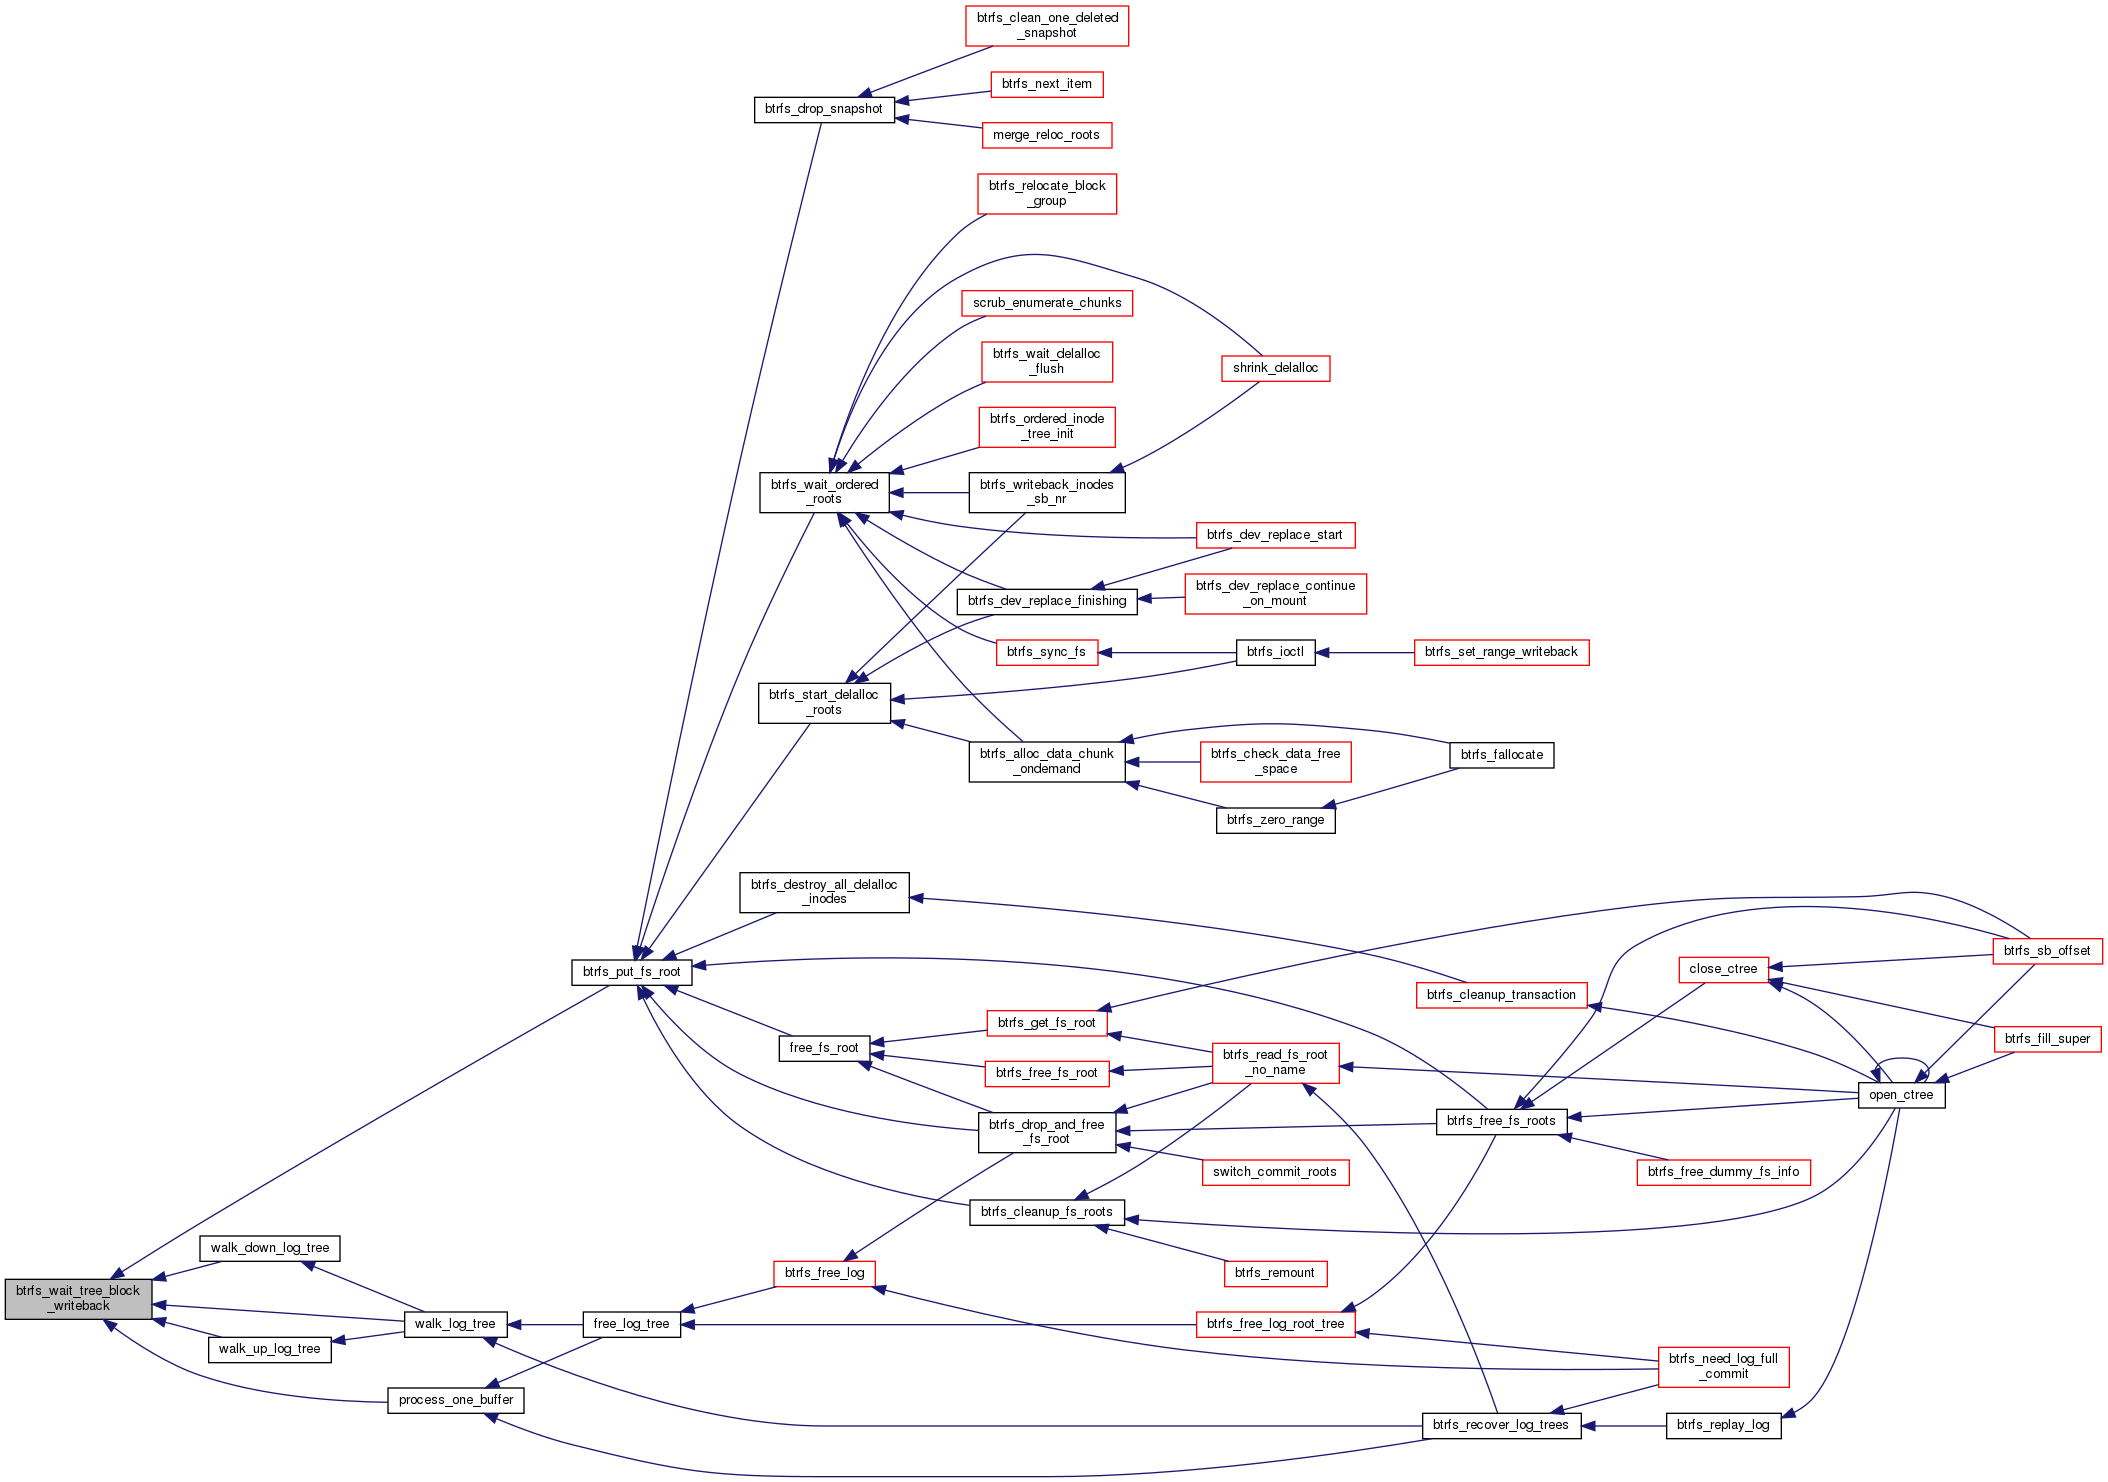 btrfs_clean_one_deleted
_snapshot
btrfs_next_item
btrfs_drop_snapshot
merge_reloc_roots
btrfs_relocate_block
_group
scrub_enumerate_chunks
btrfs_wait_delalloc
_flush
shrink_delalloc
btrfs_ordered_inode
_tree_init
btrfs_wait_ordered
_roots
btrfs_writeback_inodes
_sb_nr
btrfs_dev_replace_start
btrfs_dev_replace_finishing
btrfs_dev_replace_continue
_on_mount
btrfs_sync_fs
btrfs_ioctl
btrfs_set_range_writeback
btrfs_start_delalloc
_roots
btrfs_alloc_data_chunk
_ondemand
btrfs_check_data_free
_space
btrfs_fallocate
btrfs_zero_range
btrfs_destroy_all_delalloc
_inodes
btrfs_put_fs_root
btrfs_sb_offset
close_ctree
btrfs_cleanup_transaction
btrfs_get_fs_root
free_fs_root
btrfs_fill_super
btrfs_read_fs_root
_no_name
btrfs_free_fs_root
open_ctree
btrfs_drop_and_free
_fs_root
btrfs_free_fs_roots
switch_commit_roots
btrfs_free_dummy_fs_info
btrfs_cleanup_fs_roots
walk_down_log_tree
btrfs_free_log
btrfs_remount
btrfs_wait_tree_block
_writeback
walk_log_tree
free_log_tree
btrfs_free_log_root_tree
walk_up_log_tree
btrfs_need_log_full
_commit
process_one_buffer
btrfs_recover_log_trees
btrfs_replay_log